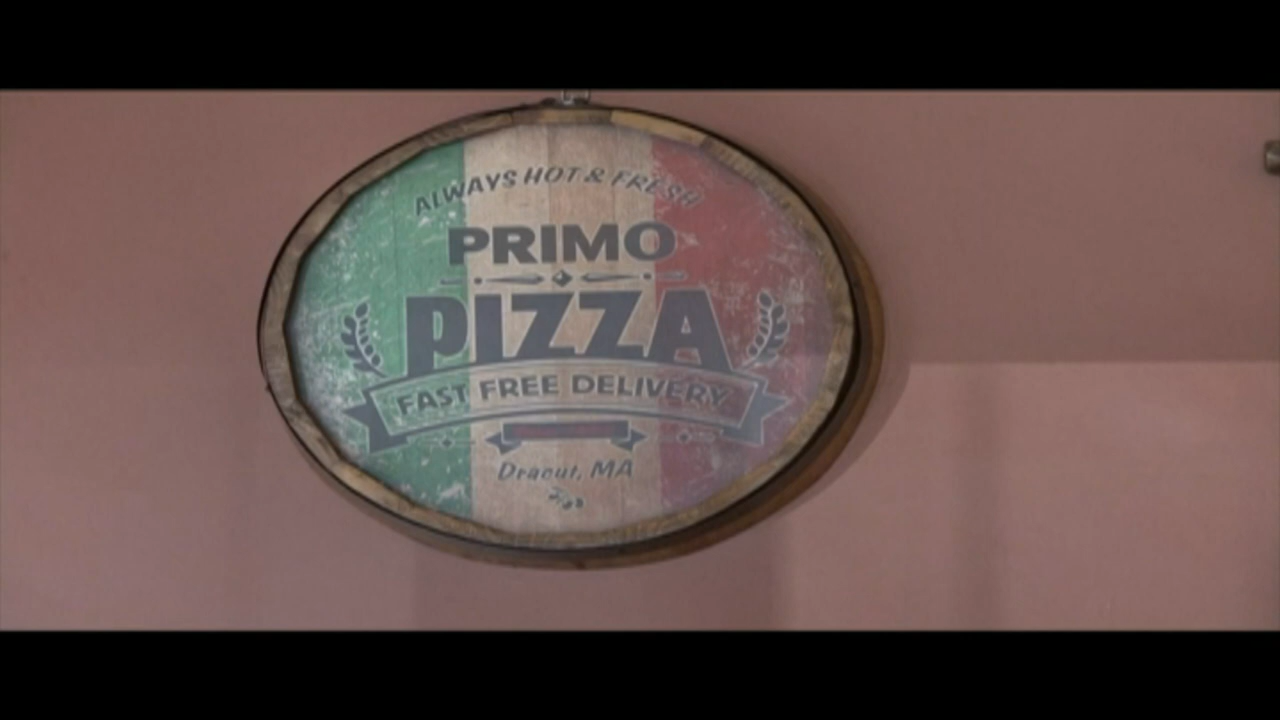 ALWAYS HOT & FRESH
PRIMO
PIZZA
FAST FREE DELIVERY
Dracut, MA